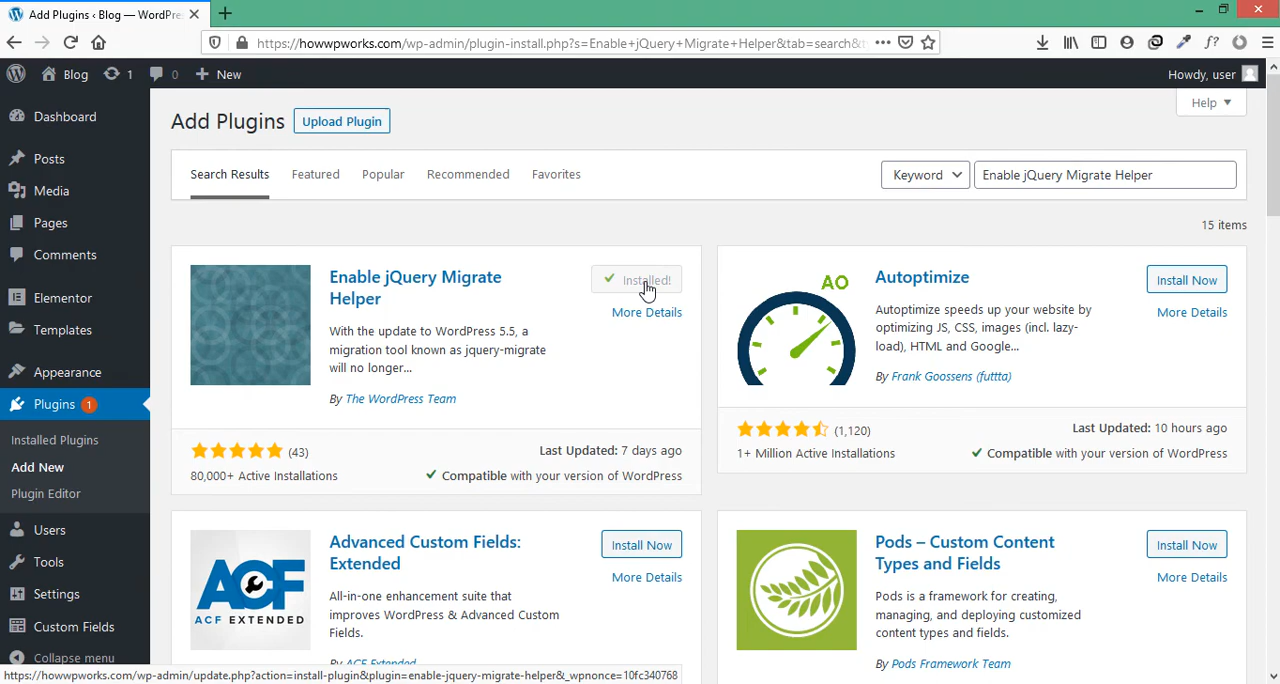 Add Plugins ‹ Blog — WordPre
https://howwpworks.com/wp-admin/plugin-install.php?s=Enable+jQuery+Migrate+Helper&tab=search&t
Blog 1 0 New Howdy, user
Help
Dashboard
Posts
Media
Pages
Comments
Elementor
Templates
Appearance
Plugins 1
Installed Plugins
Add New
Plugin Editor
Users
Tools
Settings
Custom Fields
Collapse menu
Add Plugins Upload Plugin
Search Results Featured Popular Recommended Favorites Keyword Enable jQuery Migrate Helper
15 items
Enable jQuery Migrate
Helper
Installed!
More Details
With the update to WordPress 5.5, a
migration tool known as jquery-migrate
will no longer...
By The WordPress Team
(43)
Last Updated: 7 days ago
80,000+ Active Installations
Compatible with your version of WordPress
AO
Autoptimize
Install Now
More Details
Autoptimize speeds up your website by
optimizing JS, CSS, images (incl. lazy-
load), HTML and Google...
By Frank Goossens (futtta)
(1,120)
Last Updated: 10 hours ago
1+ Million Active Installations
Compatible with your version of WordPress
ACF
ACF EXTENDED
Advanced Custom Fields:
Extended
Install Now
More Details
All-in-one enhancement suite that
improves WordPress & Advanced Custom
Fields.
By ACF Extended
Pods – Custom Content
Types and Fields
Install Now
More Details
Pods is a framework for creating,
managing, and deploying customized
content types and fields.
By Pods Framework Team
https://howwpworks.com/wp-admin/update.php?action=install-plugin&plugin=enable-jquery-migrate-helper&_wpnonce=10fc340768